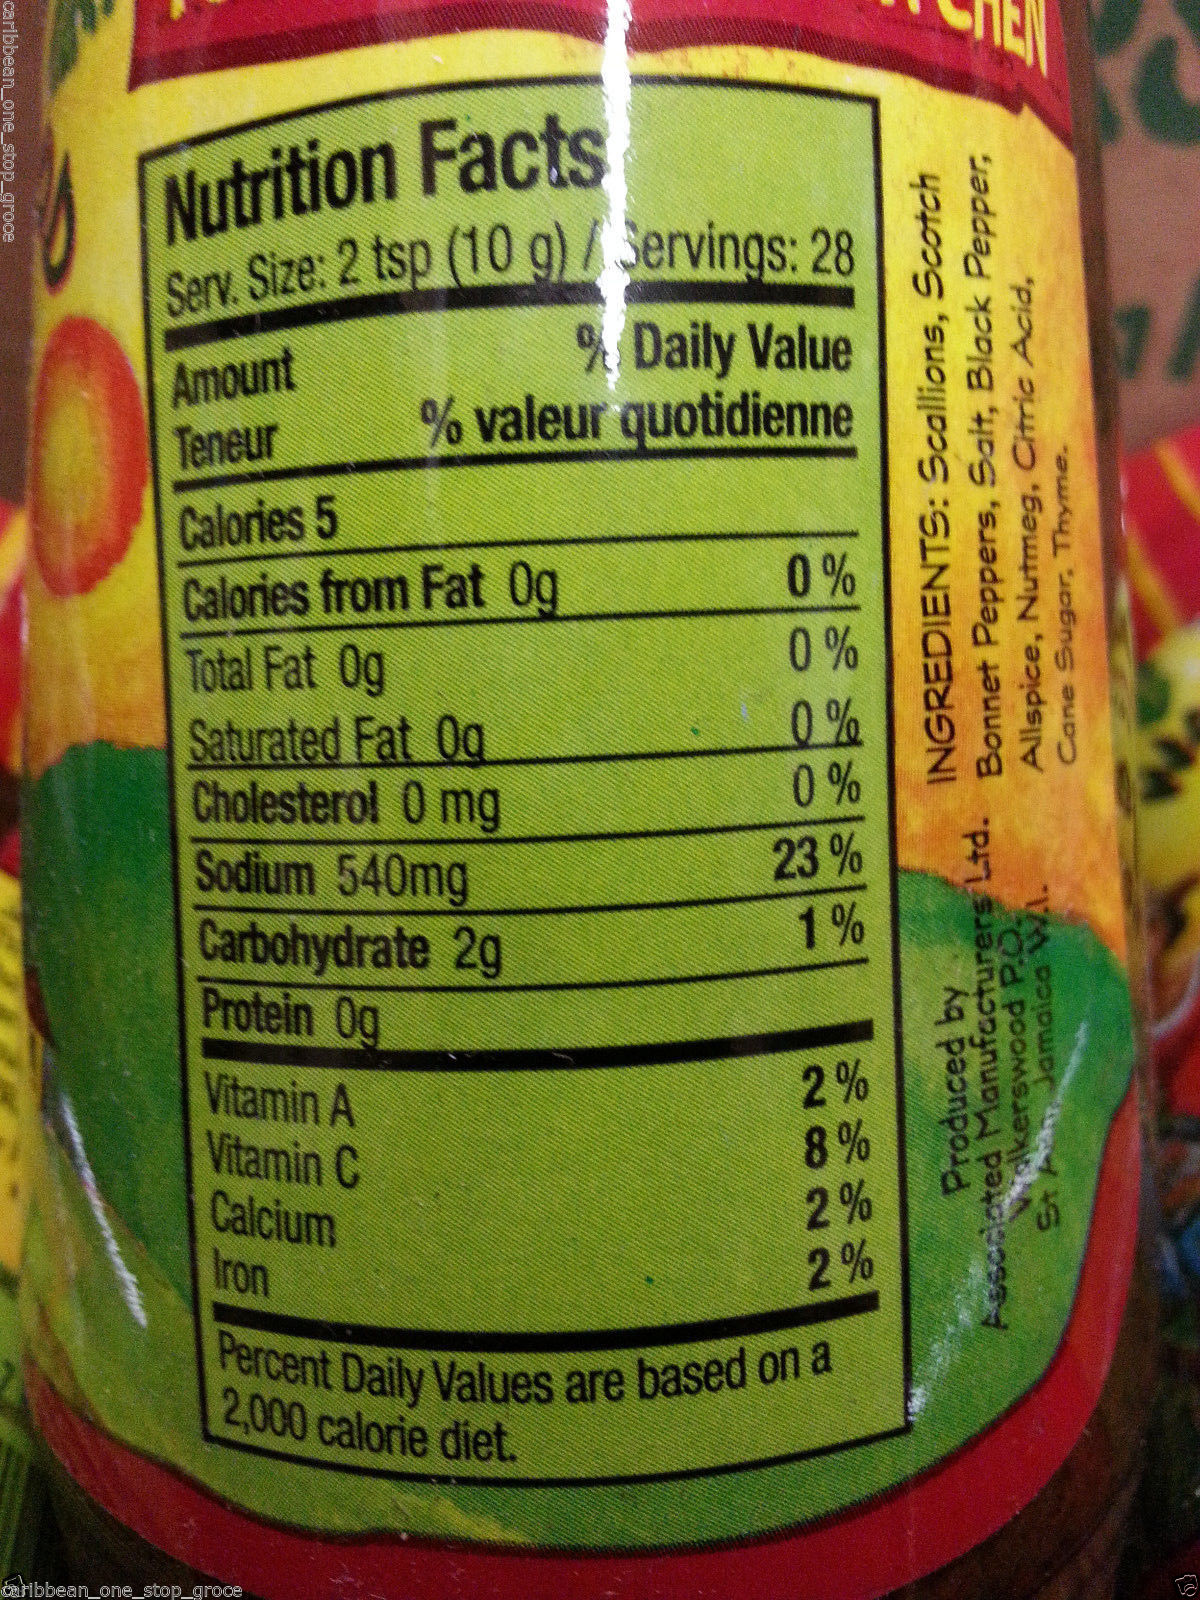 CHEN
Nutrition Facts
Serv. Size: 2 tsp (10 g) / Servings: 28
Amount % Daily Value
Teneur % valeur quotidienne
Calories 5
Calories from Fat 0g 0 %
Total Fat 0g 0 %
Saturated Fat 0g 0 %
Cholesterol 0 mg 0 %
Sodium 540mg 23 %
Carbohydrate 2g 1 %
Protein 0g
Vitamin A 2 %
Vitamin C 8 %
Calcium 2 %
Iron 2 %
Percent Daily Values are based on a
2,000 calorie diet.
INGREDIENTS: Scallions, Scotch
Bonnet Peppers, Salt, Black Pepper,
Allspice, Nutmeg, Citric Acid,
Cane Sugar, Thyme.
Produced by
Associated Manufacturers Ltd.
Walkerswood P.O.
St Jamaica W.I.
caribbean_one_stop_groce
caribbean_one_stop_groce